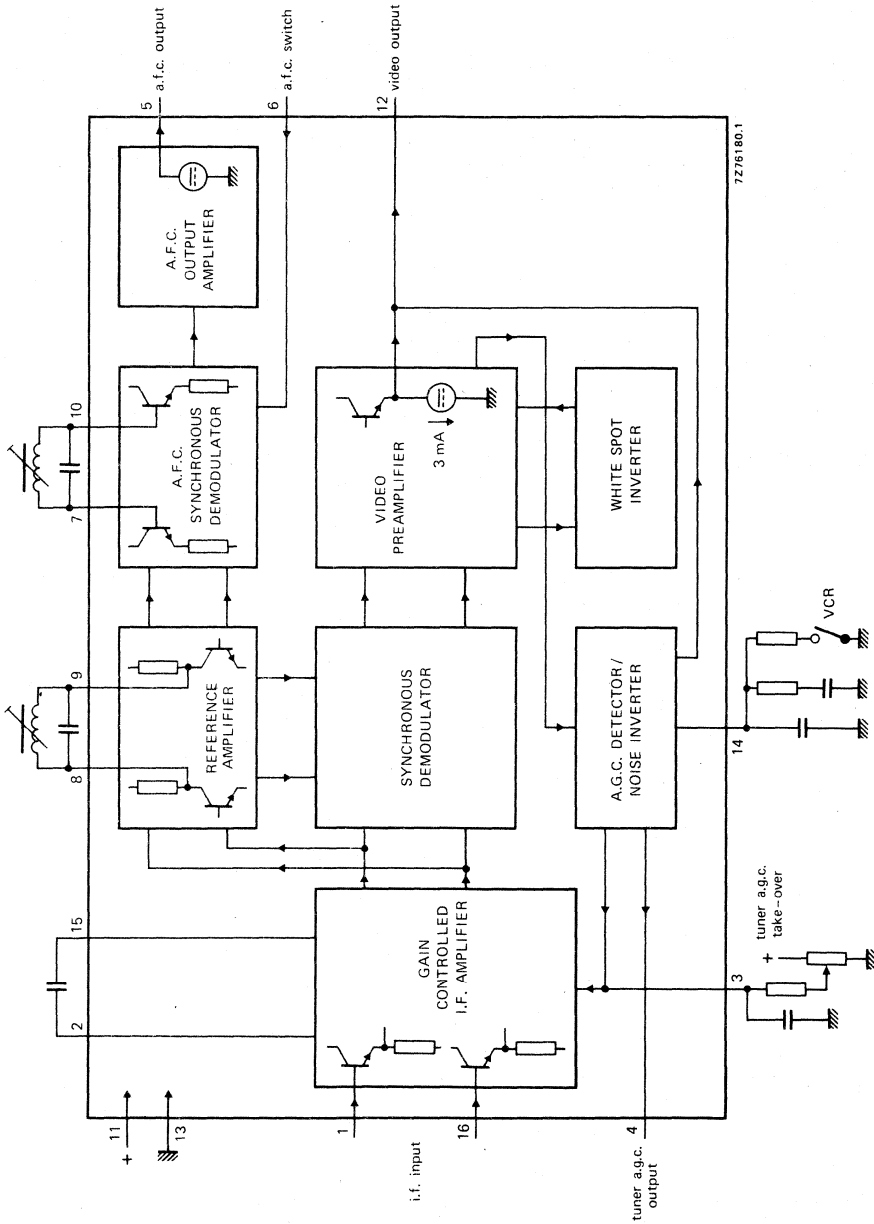 11
+
13
2
15
8
9
7
10
5
a.f.c. output
6
a.f.c. switch
12
video output
A.F.C.
OUTPUT
AMPLIFIER
A.F.C.
SYNCHRONOUS
DEMODULATOR
REFERENCE
AMPLIFIER
GAIN
CONTROLLED
I.F. AMPLIFIER
SYNCHRONOUS
DEMODULATOR
VIDEO
PREAMPLIFIER
3 mA
i.f. input
1
16
A.G.C. DETECTOR/
NOISE INVERTER
WHITE SPOT
INVERTER
4
tuner a.g.c.
output
3
+
tuner a.g.c.
take-over
14
VCR
7Z76180.1